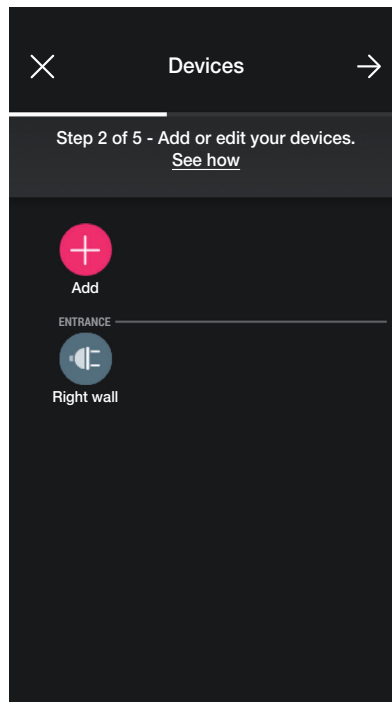 Devices
Step 2 of 5 - Add or edit your devices.
See how
Add
ENTRANCE
Right wall